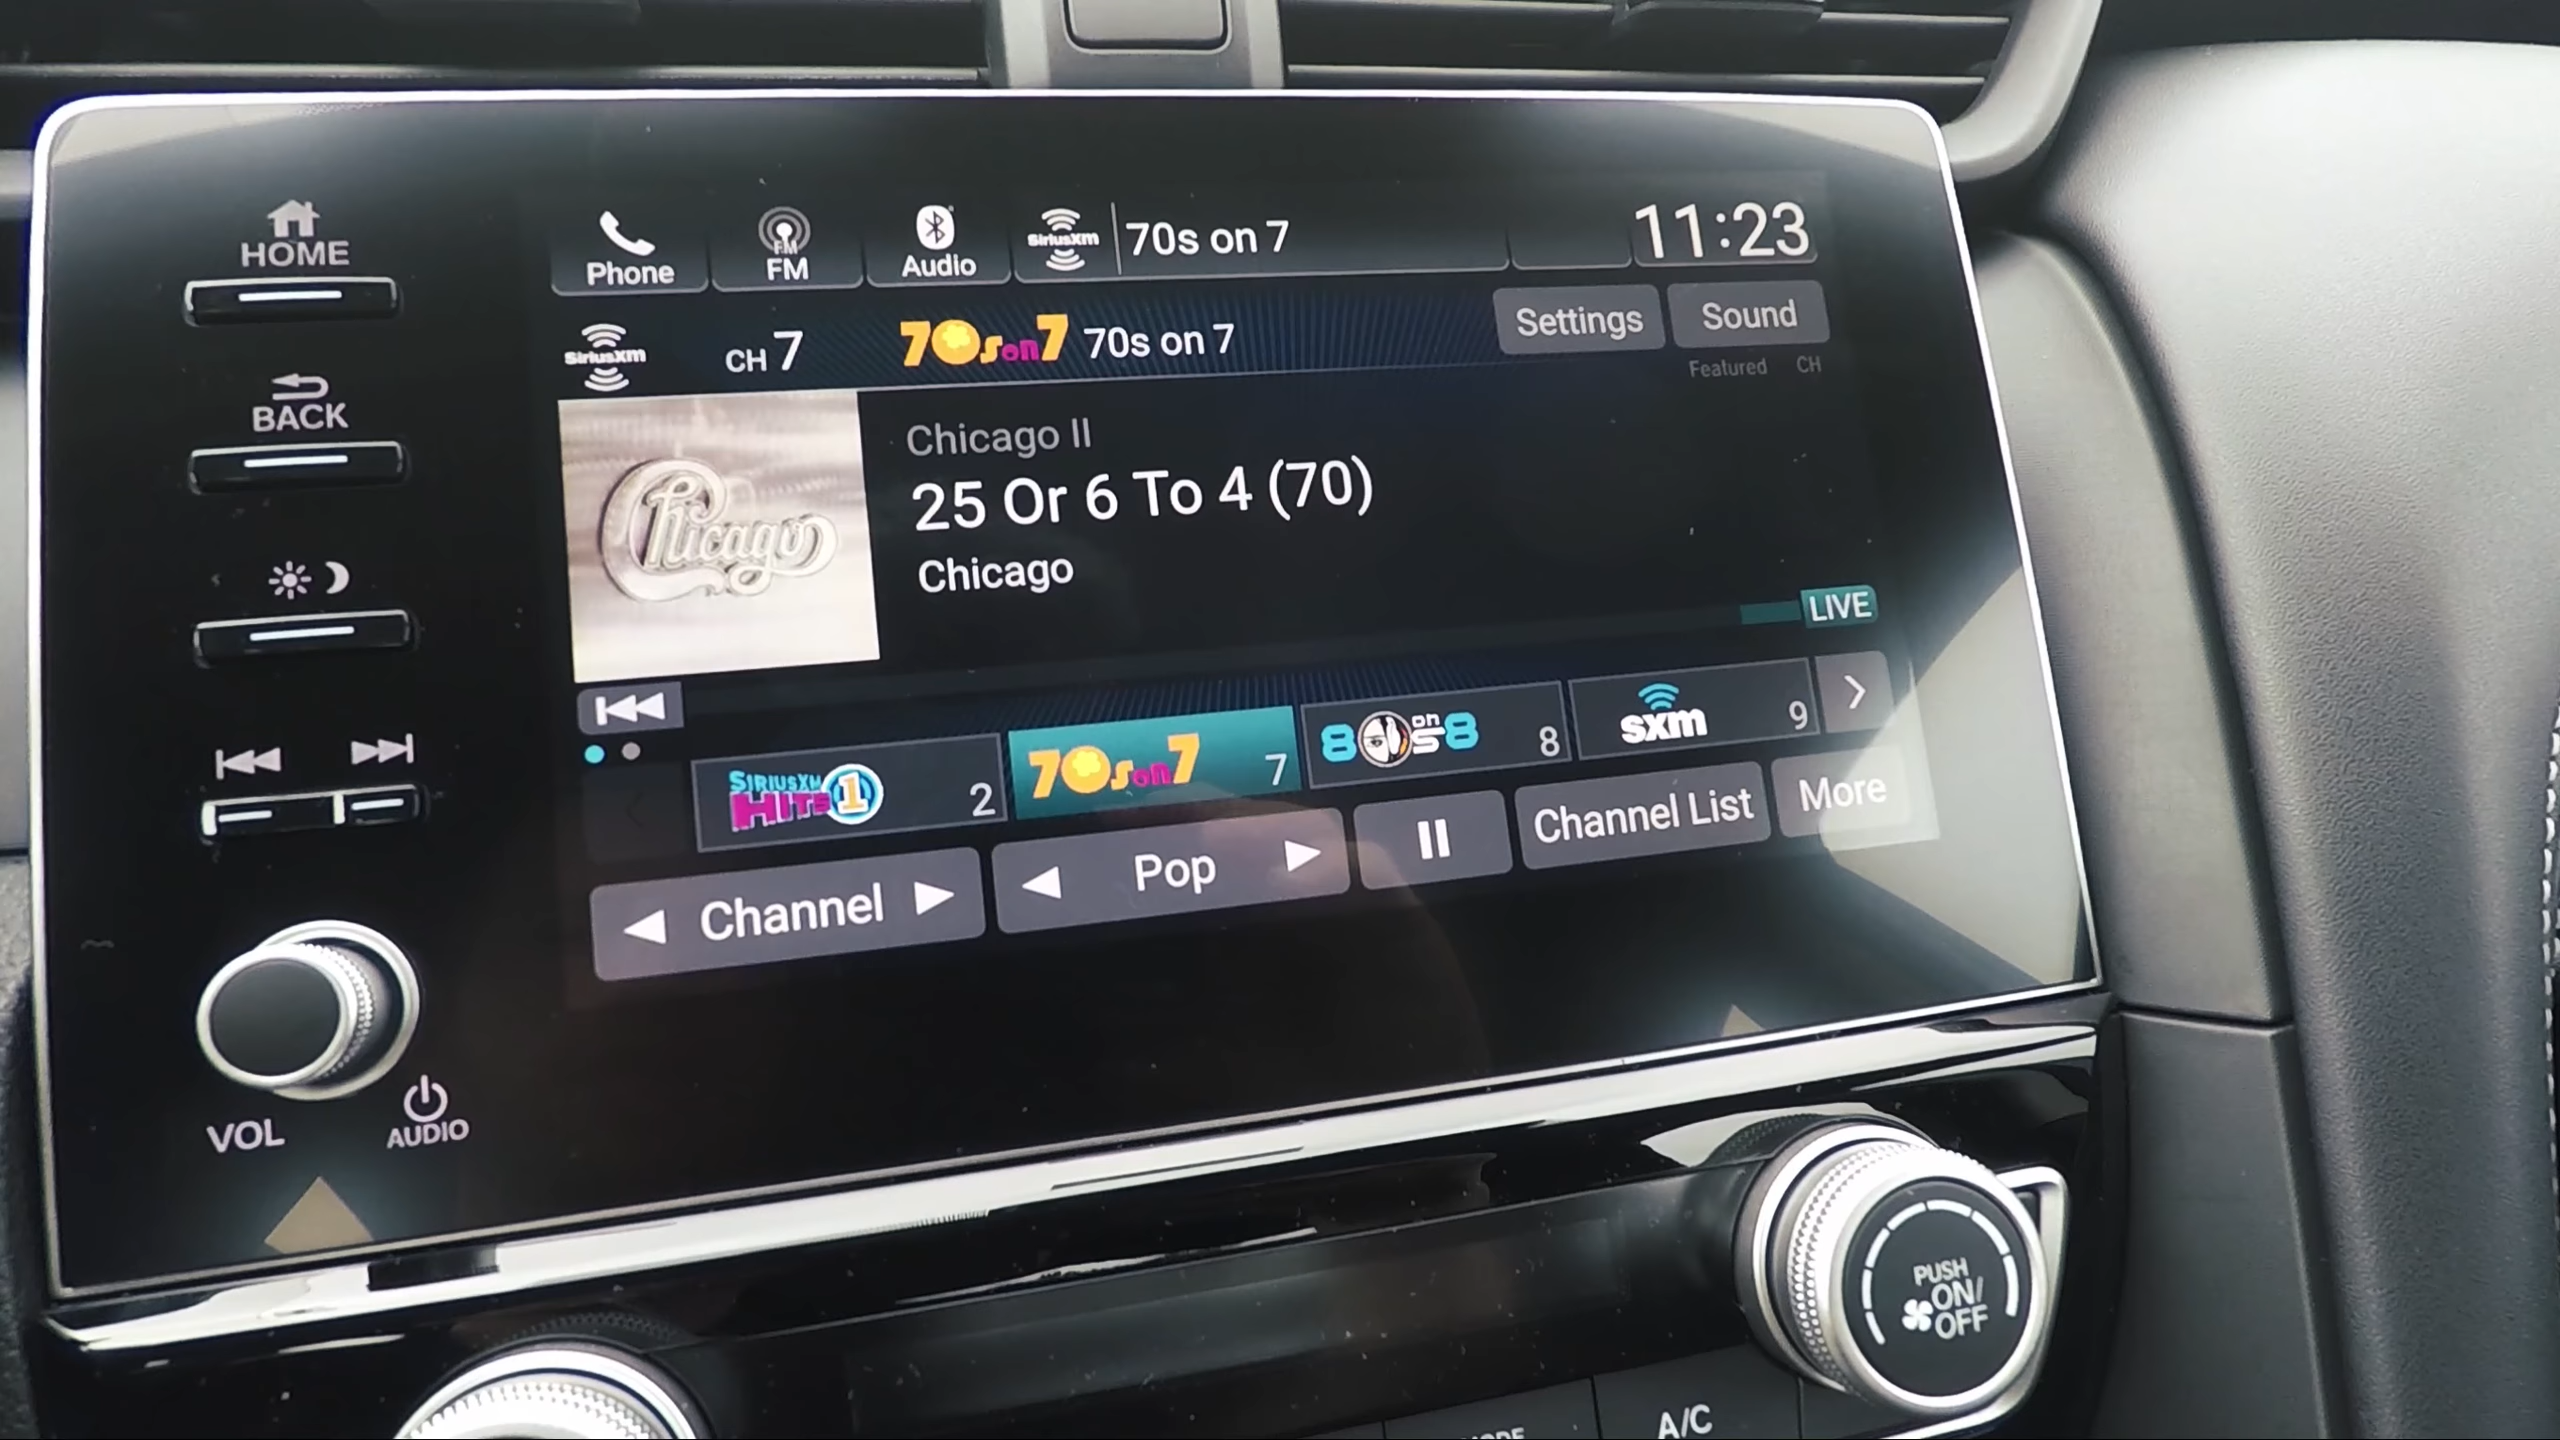 HOME
BACK
VOL
AUDIO
Phone
FM
FM
Audio
SiriusXM
70s on 7
11:23
SiriusXM
CH 7
70s on 7
70s on 7
Settings
Sound
Featured CH
Chicago
Chicago II
25 Or 6 To 4 (70)
Chicago
LIVE
SIRIUSXM HITS 1 2
70s on 7 7
80s on 8 8
sxm 9
Channel
Pop
Channel List
More
PUSH
ON/
OFF
A/C